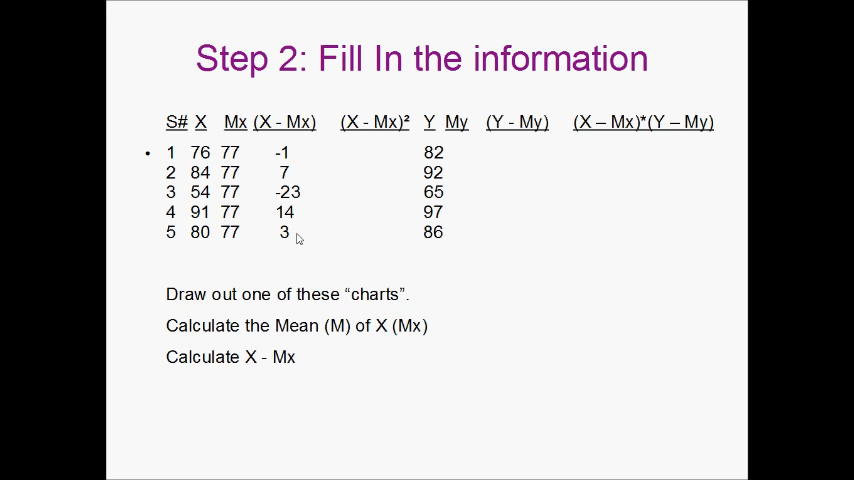 Step 2: Fill In the information
S# X Mx (X - Mx) (X - Mx)² Y My (Y - My) (X – Mx)*(Y – My)
• 1 76 77 -1 82
2 84 77 7 92
3 54 77 -23 65
4 91 77 14 97
5 80 77 3 86
Draw out one of these “charts”.
Calculate the Mean (M) of X (Mx)
Calculate X - Mx